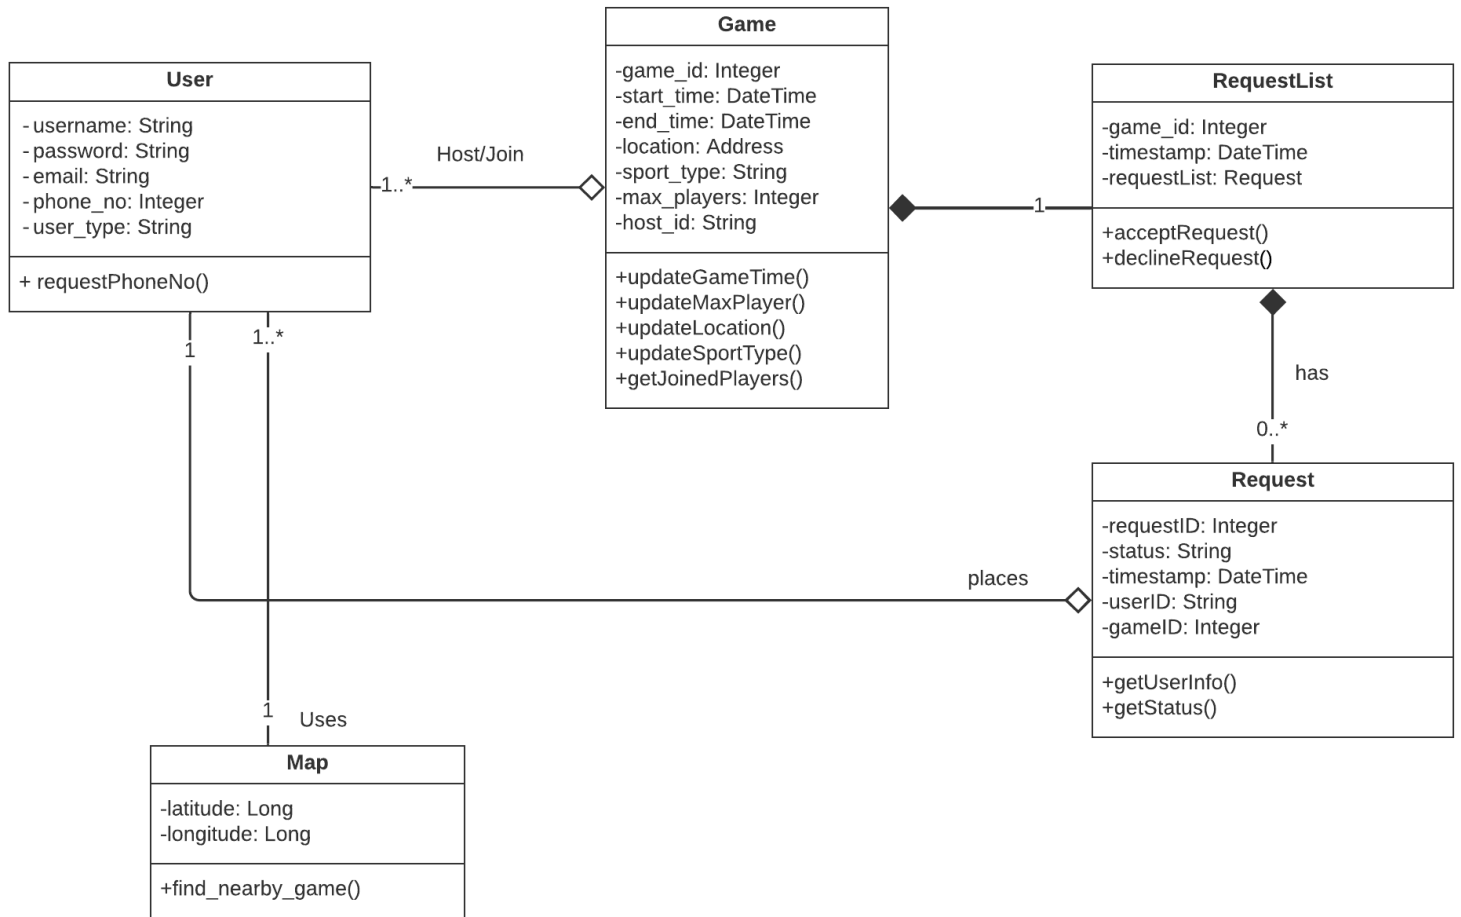 User
- username: String
- password: String
- email: String
- phone_no: Integer
- user_type: String
+ requestPhoneNo()
Host/Join
1..*
Game
-game_id: Integer
-start_time: DateTime
-end_time: DateTime
-location: Address
-sport_type: String
-max_players: Integer
-host_id: String
+updateGameTime()
+updateMaxPlayer()
+updateLocation()
+updateSportType()
+getJoinedPlayers()
1
RequestList
-game_id: Integer
-timestamp: DateTime
-requestList: Request
+acceptRequest()
+declineRequest()
has
0..*
1
1..*
places
Request
-requestID: Integer
-status: String
-timestamp: DateTime
-userID: String
-gameID: Integer
+getUserInfo()
+getStatus()
1
Uses
Map
-latitude: Long
-longitude: Long
+find_nearby_game()